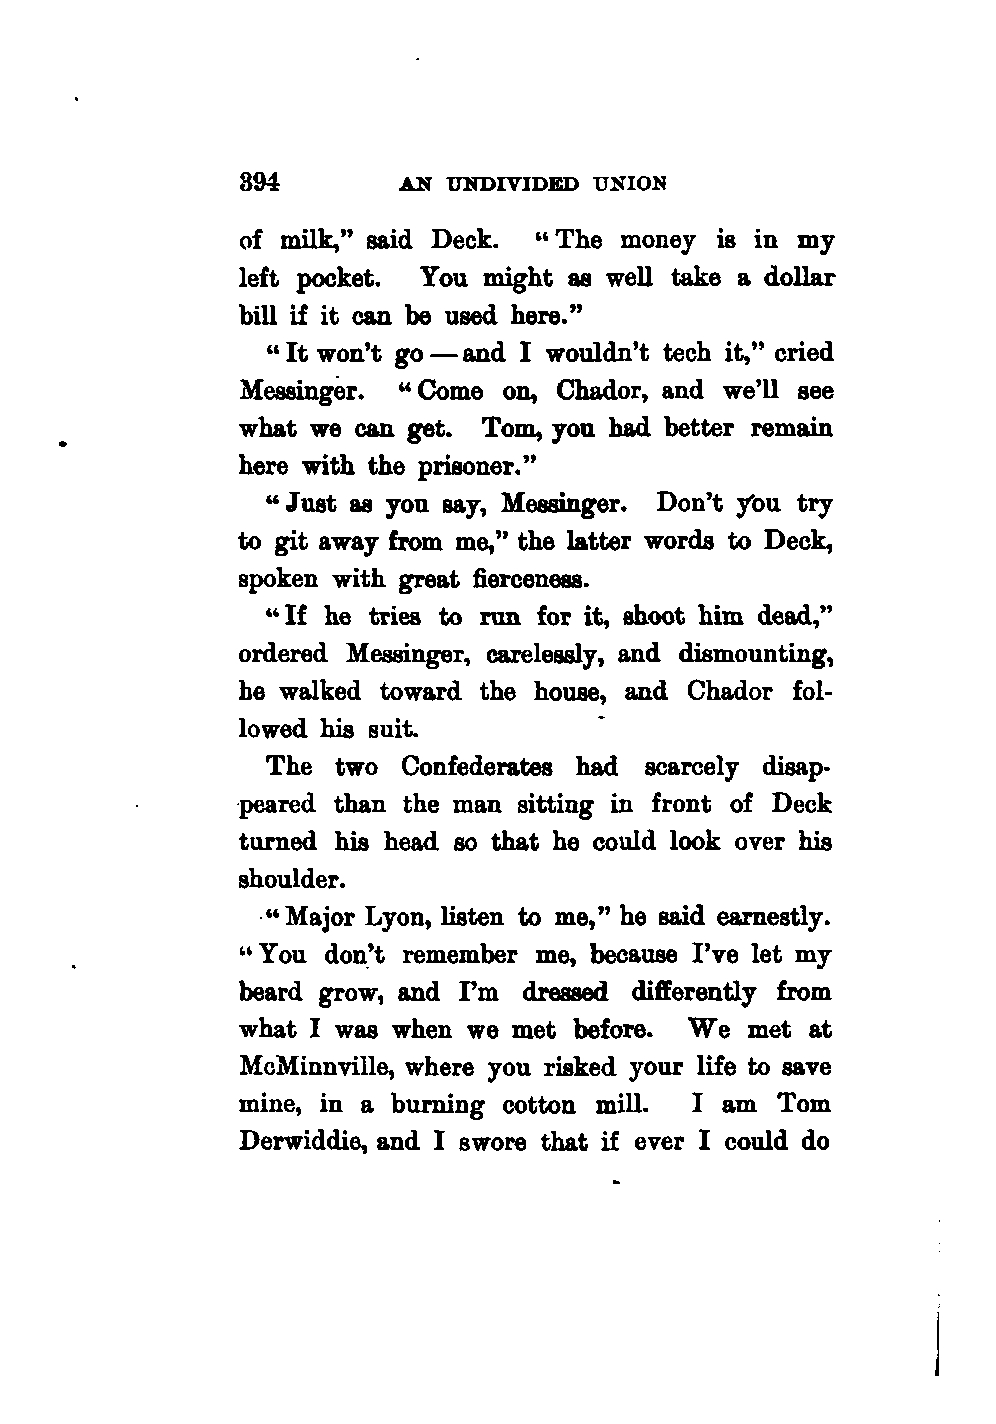 394 AN UNDIVIDED UNION
of milk," said Deck. "The money is in my
left pocket. You might as well take a dollar
bill if it can be used here."
"It won't go — and I wouldn't tech it," cried
Messinger. "Come on, Chador, and we'll see
what we can get. Tom, you had better remain
here with the prisoner."
"Just as you say, Messinger. Don't you try
to git away from me," the latter words to Deck,
spoken with great fierceness.
"If he tries to run for it, shoot him dead,"
ordered Messinger, carelessly, and dismounting,
he walked toward the house, and Chador fol-
lowed his suit.
The two Confederates had scarcely disap-
peared than the man sitting in front of Deck
turned his head so that he could look over his
shoulder.
"Major Lyon, listen to me," he said earnestly.
"You don't remember me, because I've let my
beard grow, and I'm dressed differently from
what I was when we met before. We met at
McMinnville, where you risked your life to save
mine, in a burning cotton mill. I am Tom
Derwiddie, and I swore that if ever I could do